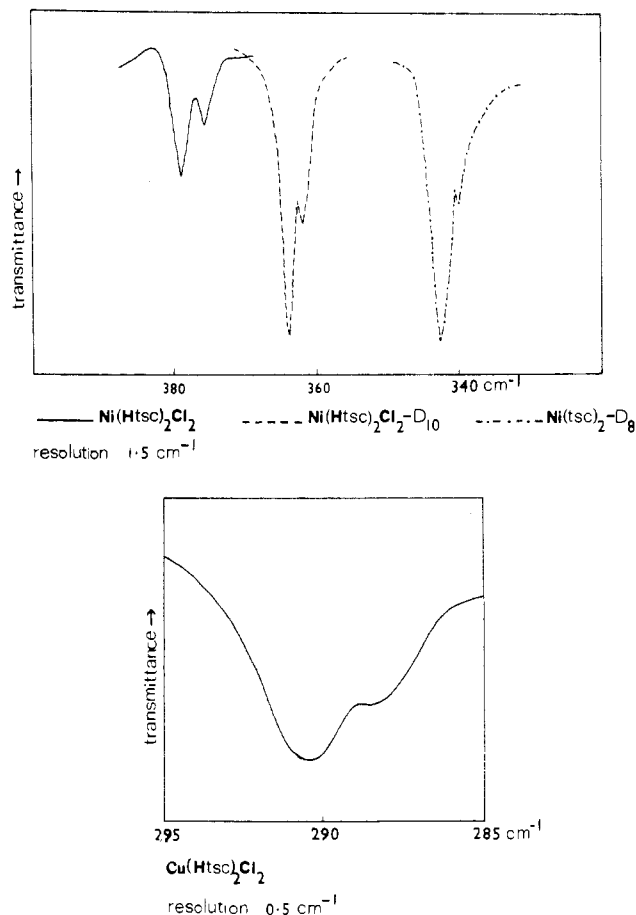 transmittance →
380 360 340 cm⁻¹
Ni(Htsc)₂Cl₂ Ni(Htsc)₂Cl₂-D₁₀ Ni(tsc)₂-D₈
resolution 1·5 cm⁻¹
transmittance →
295 290 285 cm⁻¹
Cu(Htsc)₂Cl₂
resolution 0·5 cm⁻¹